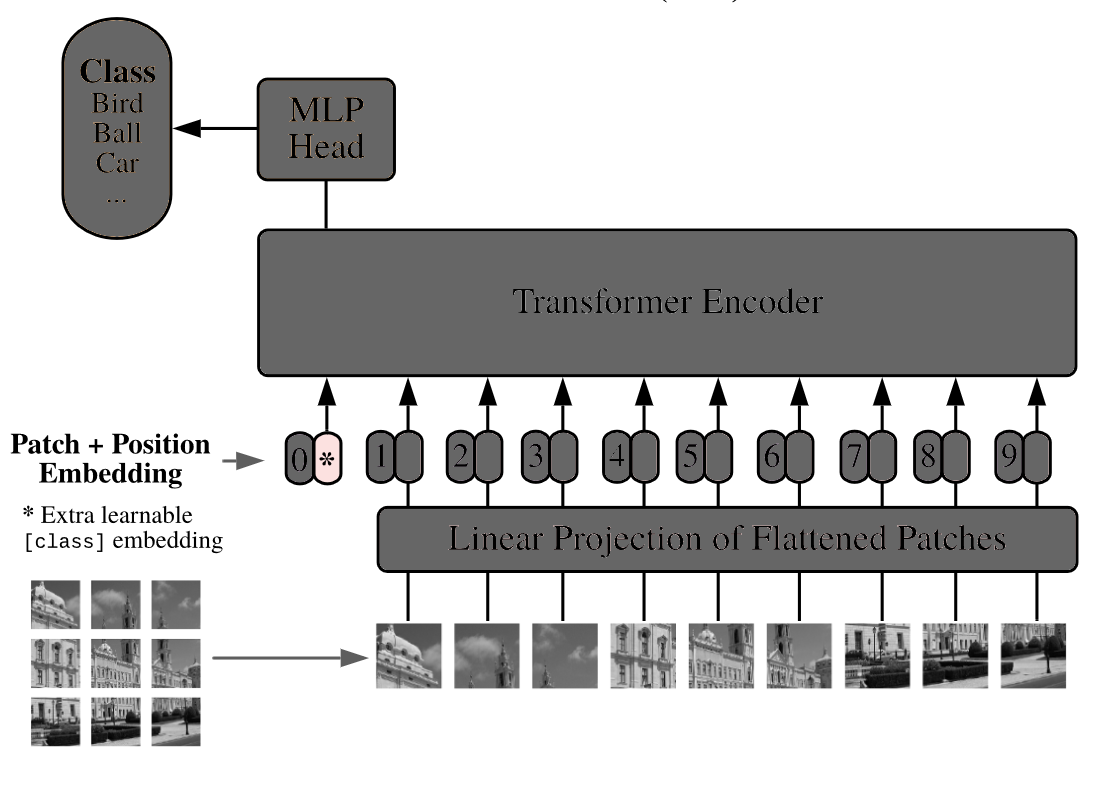 Class
Bird
Ball
Car
...
MLP
Head
Transformer Encoder
Patch + Position
Embedding
0 * 1 2 3 4 5 6 7 8 9
* Extra learnable
[class] embedding
Linear Projection of Flattened Patches